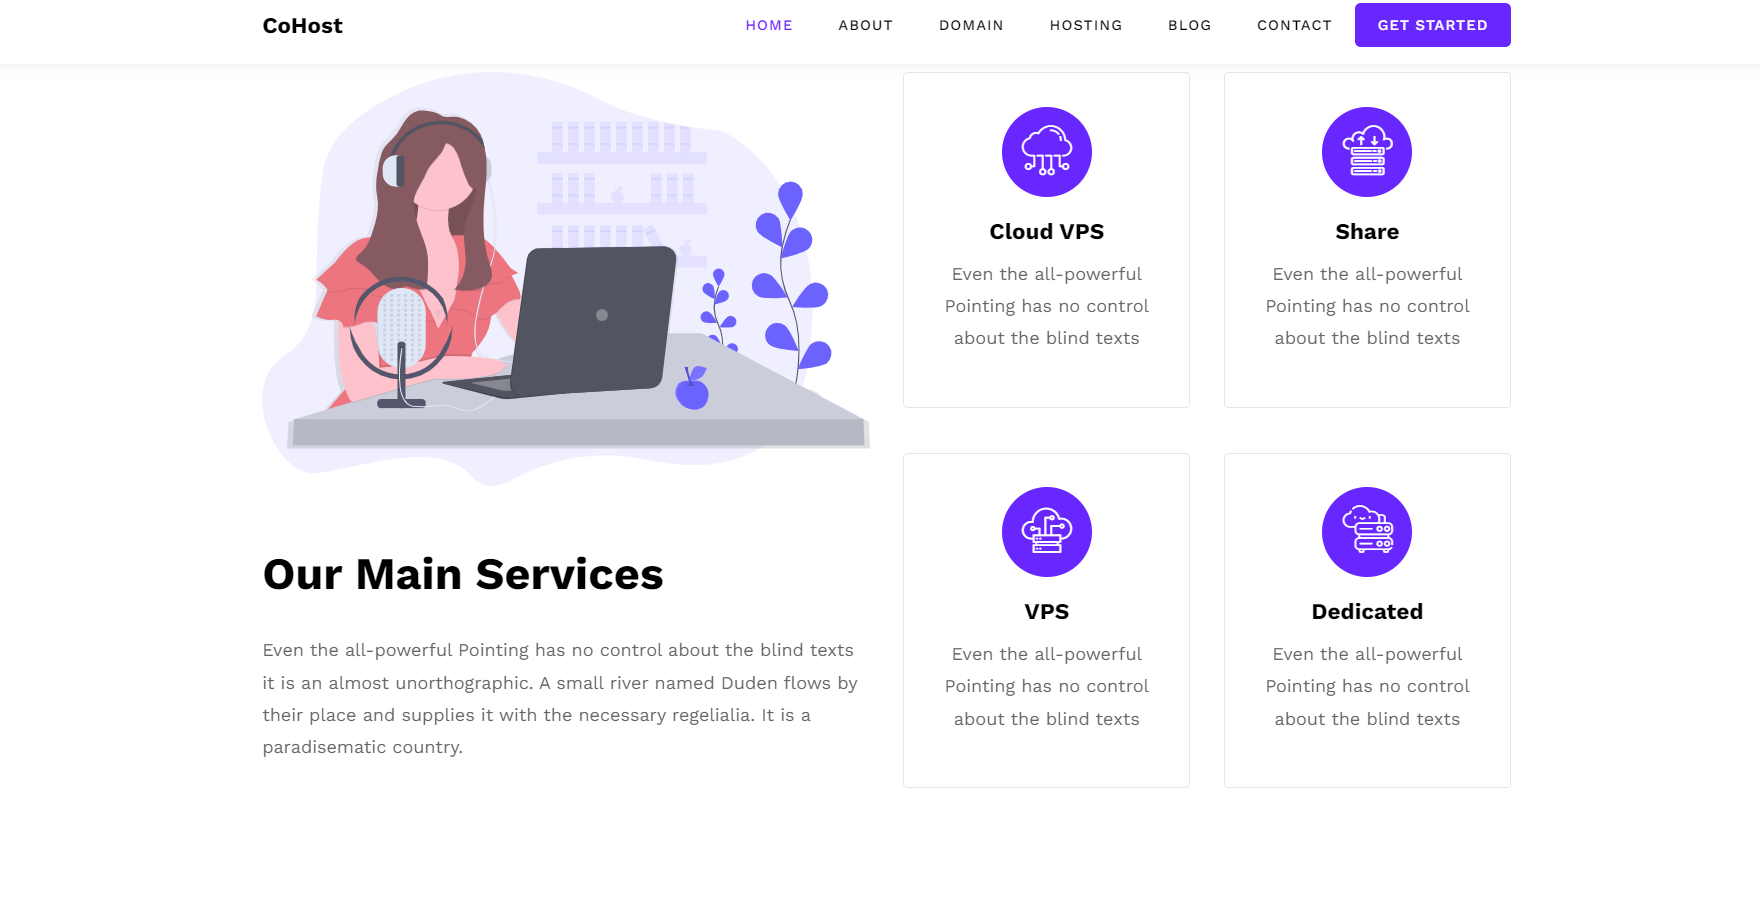 CoHost
HOME ABOUT DOMAIN HOSTING BLOG CONTACT GET STARTED
Our Main Services
Even the all-powerful Pointing has no control about the blind texts
it is an almost unorthographic. A small river named Duden flows by
their place and supplies it with the necessary regelialia. It is a
paradisematic country.
Cloud VPS
Even the all-powerful
Pointing has no control
about the blind texts
Share
Even the all-powerful
Pointing has no control
about the blind texts
VPS
Even the all-powerful
Pointing has no control
about the blind texts
Dedicated
Even the all-powerful
Pointing has no control
about the blind texts